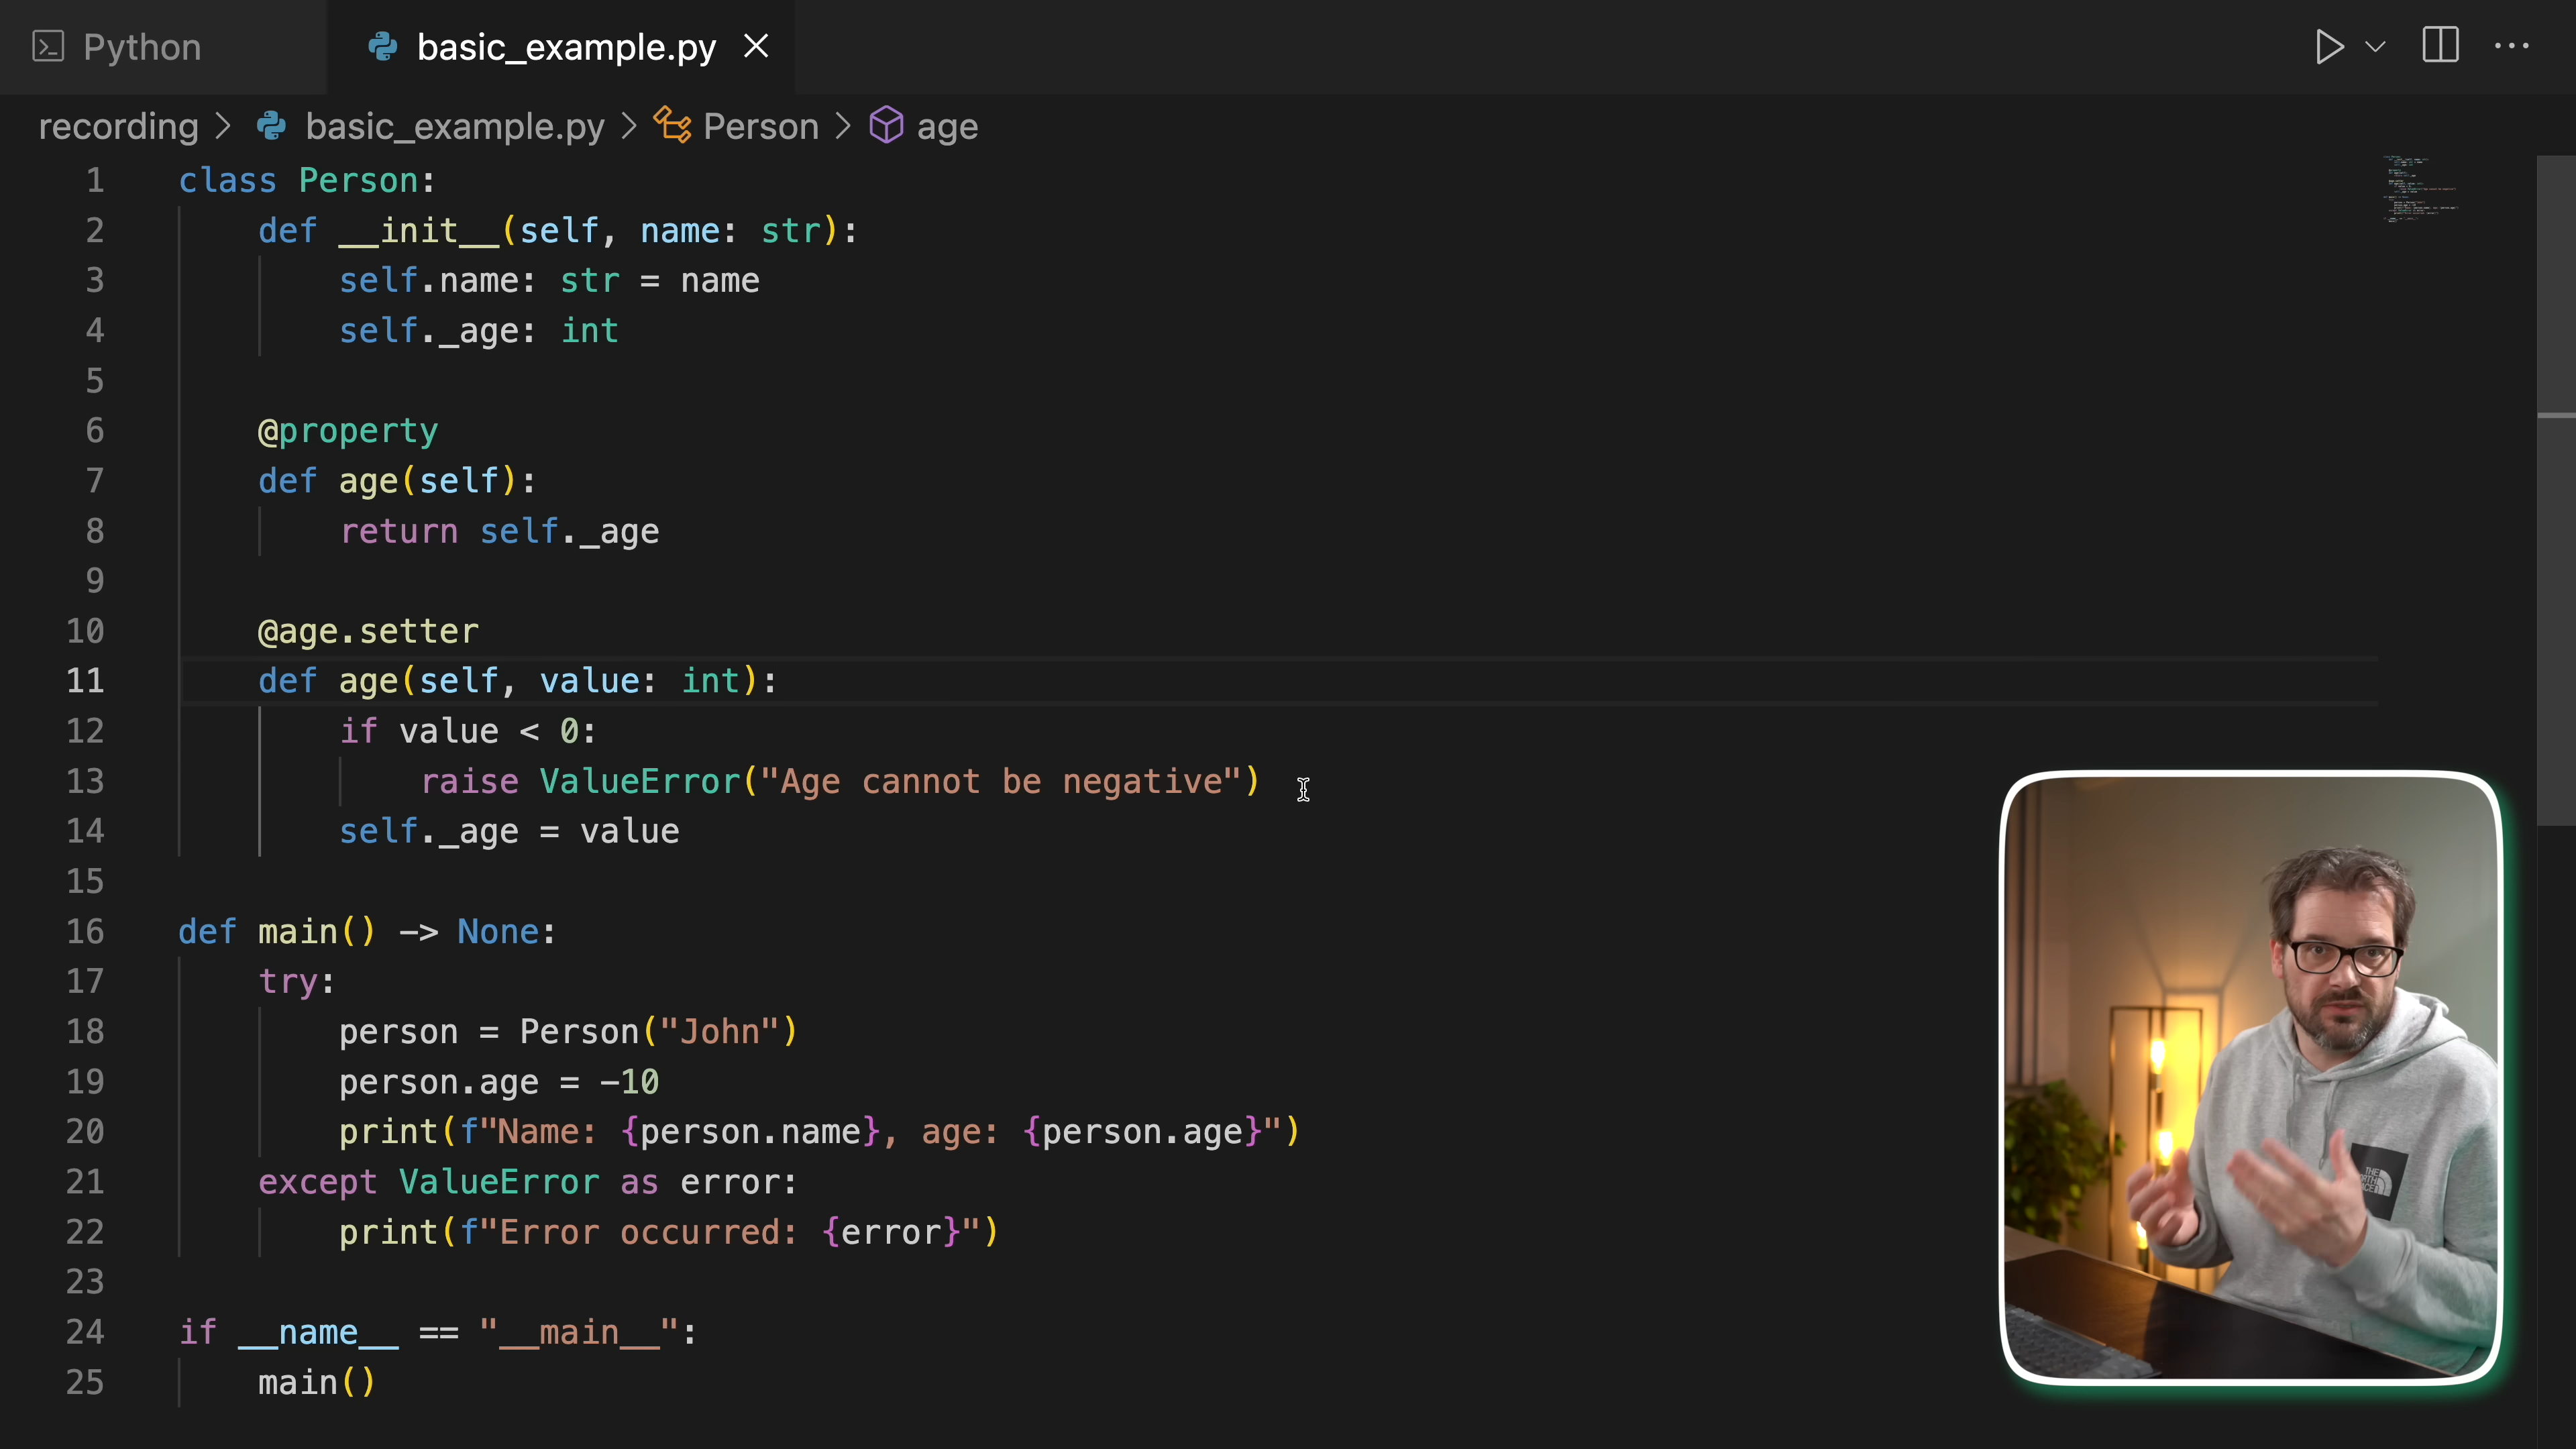 Python
basic_example.py
recording > basic_example.py > Person > age
1 class Person:
2     def __init__(self, name: str):
3         self.name: str = name
4         self._age: int
5
6     @property
7     def age(self):
8         return self._age
9
10     @age.setter
11     def age(self, value: int):
12         if value < 0:
13             raise ValueError("Age cannot be negative")
14         self._age = value
15
16 def main() -> None:
17     try:
18         person = Person("John")
19         person.age = -10
20         print(f"Name: {person.name}, age: {person.age}")
21     except ValueError as error:
22         print(f"Error occurred: {error}")
23
24 if __name__ == "__main__":
25     main()
THE
NORTH
FACE